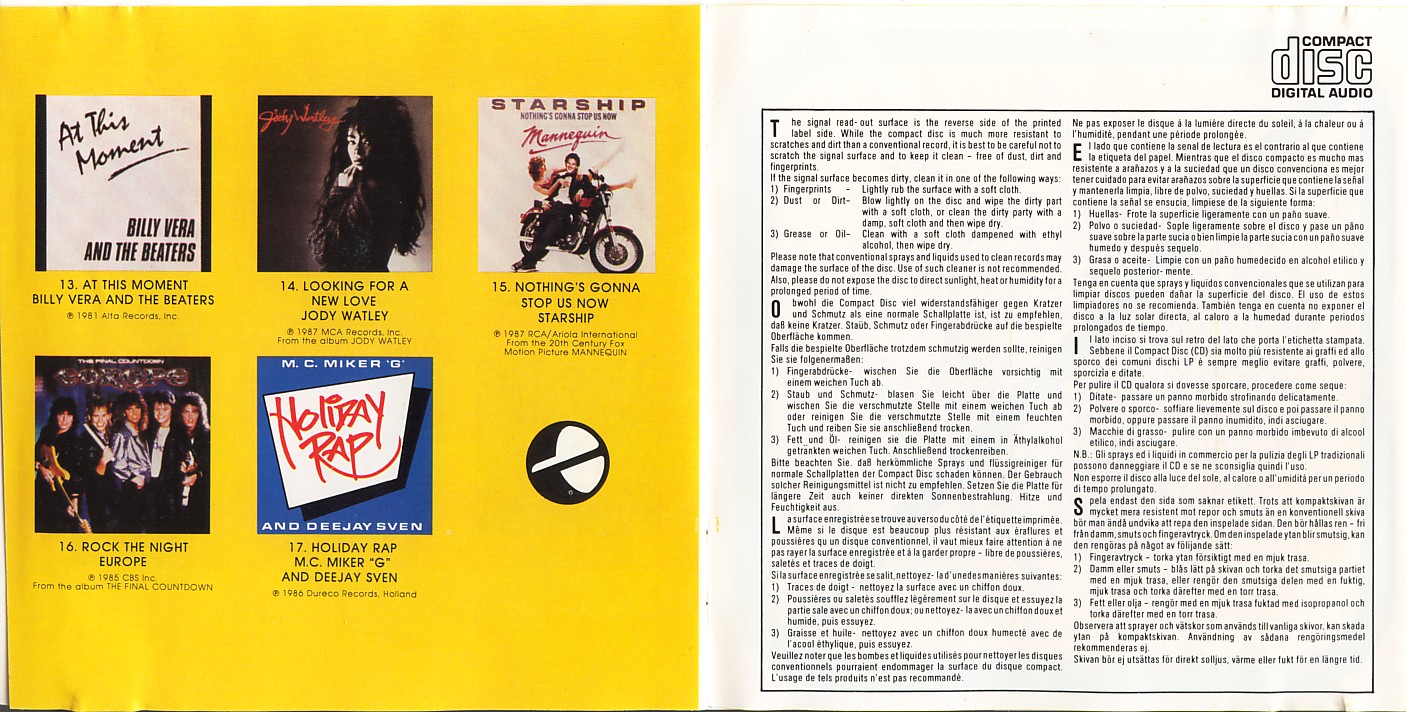 At This
Moment
BILLY VERA
AND THE BEATERS
13. AT THIS MOMENT
BILLY VERA AND THE BEATERS
℗ 1981 Alfa Records, Inc.
Jody Watley
14. LOOKING FOR A
NEW LOVE
JODY WATLEY
℗ 1987 MCA Records, Inc.
From the album JODY WATLEY
STARSHIP
NOTHING'S GONNA STOP US NOW
Mannequin
15. NOTHING'S GONNA
STOP US NOW
STARSHIP
℗ 1987 RCA/Ariola International
From the 20th Century Fox
Motion Picture MANNEQUIN
THE FINAL COUNTDOWN
EUROPE
16. ROCK THE NIGHT
EUROPE
℗ 1985 CBS Inc.
From the album THE FINAL COUNTDOWN
M.C. MIKER 'G'
HOLIDAY
RAP
AND DEEJAY SVEN
17. HOLIDAY RAP
M.C. MIKER "G"
AND DEEJAY SVEN
℗ 1986 Dureco Records, Holland
COMPACT
disc
DIGITAL AUDIO
The signal read-out surface is the reverse side of the printed
label side. While the compact disc is much more resistant to
scratches and dirt than a conventional record, it is best to be careful not to
scratch the signal surface and to keep it clean – free of dust, dirt and
fingerprints.
If the signal surface becomes dirty, clean it in one of the following ways:
1) Fingerprints – Lightly rub the surface with a soft cloth.
2) Dust or Dirt– Blow lightly on the disc and wipe the dirty part
with a soft cloth, or clean the dirty party with a
damp, soft cloth and then wipe dry.
3) Grease or Oil– Clean with a soft cloth dampened with ethyl
alcohol, then wipe dry.
Please note that conventional sprays and liquids used to clean records may
damage the surface of the disc. Use of such cleaner is not recommended.
Also, please do not expose the disc to direct sunlight, heat or humidity for a
prolonged period of time.
Obwohl die Compact Disc viel widerstandsfähiger gegen Kratzer
und Schmutz als eine normale Schallplatte ist, ist zu empfehlen,
daß keine Kratzer. Staüb, Schmutz oder Fingerabdrücke auf die bespielte
Oberfläche kommen.
Falls die bespielte Oberfläche trotzdem schmutzig werden sollte, reinigen
Sie sie folgenermaßen:
1) Fingerabdrücke- wischen Sie die Oberfläche vorsichtig mit
einem weichen Tuch ab.
2) Staub und Schmutz- blasen Sie leicht über die Platte und
wischen Sie die verschmutzte Stelle mit einem weichen Tuch ab
oder reinigen Sie die verschmutzte Stelle mit einem feuchten
Tuch und reiben Sie sie anschließend trocken.
3) Fett und Öl- reinigen sie die Platte mit einem in Äthylalkohol
getränkten weichen Tuch. Anschließend trockenreiben.
Bitte beachten Sie. daß herkömmliche Sprays und flüssigreiniger für
normale Schallplatten der Compact Disc schaden können. Der Gebrauch
solcher Reinigungsmittel ist nicht zu empfehlen. Setzen Sie die Platte für
längere Zeit auch keiner direkten Sonnenbestrahlung. Hitze und
Feuchtigkeit aus.
La surface enregistrée se trouve au verso du côté de l'étiquette imprimée.
Même si le disque est beaucoup plus résistant aux éraflures et
poussières qu un disque conventionnel, il vaut mieux faire attention à ne
pas rayer la surface enregistrée et à la garder propre - libre de poussières,
saletés et traces de doigt.
Si la surface enregistrée se salit, nettoyez- la d'unedes manières suivantes:
1) Traces de doigt - nettoyez la surface avec un chiffon doux.
2) Poussières ou saletés soufflez légèrement sur le disque et essuyez la
partie sale avec un chiffon doux; ou nettoyez- la avec un chiffon doux et
humide, puis essuyez.
3) Graisse et huile- nettoyez avec un chiffon doux humecté avec de
l'acool éthylique, puis essuyez.
Veuillez noter que les bombes et liquides utilisés pour nettoyer les disques
conventionnels pourraient endommager la surface du disque compact.
L'usage de tels produits n'est pas recommandé.
Ne pas exposer le disque à la lumière directe du soleil, à la chaleur ou à
l'humidité, pendant une période prolongée.
El lado que contiene la senal de lectura es el contrario al que contiene
la etiqueta del papel. Mientras que el disco compacto es mucho mas
resistente a arañazos y a la suciedad que un disco convenciona es mejor
tener cuidado para evitar arañazos sobre la superficie que contiene la señal
y mantenerla limpia, libre de polvo, suciedad y huellas. Si la superficie que
contiene la señal se ensucia, limpiese de la siguiente forma:
1) Huellas- Frote la superficie ligeramente con un paño suave.
2) Polvo o suciedad- Sople ligeramente sobre el disco y pase un pãno
suave sobre la parte sucia o bien limpie la parte sucia con un paño suave
humedo y después sequelo.
3) Grasa o aceite- Limpie con un paño humedecido en alcohol etilico y
sequelo posterior- mente.
Tenga en cuenta que sprays y liquidos convencionales que se utilizan para
limpiar discos pueden dañar la superficie del disco. El uso de estos
limpiadores no se recomienda. También tenga en cuenta no exponer el
disco a la luz solar directa, al caloro a la humedad durante periodos
prolongados de tiempo.
Il lato inciso si trova sul retro del lato che porta l'etichetta stampata.
Sebbene il Compact Disc (CD) sia molto più resistente ai graffi ed allo
sporco dei comuni dischi LP è sempre meglio evitare graffi, polvere,
sporcizia e ditate.
Per pulire il CD qualora si dovesse sporcare, procedere come seque:
1) Ditate- passare un panno morbido strofinando delicatamente.
2) Polvere o sporco- soffiare lievemente sul disco e poi passare il panno
morbido, oppure passare il panno inumidito, indi asciugare.
3) Macchie di grasso- pulire con un panno morbido imbevuto di alcool
etilico, indi asciugare.
N.B.: Gli sprays ed i liquidi in commercio per la pulizia degli LP tradizionali
possono danneggiare il CD e se ne sconsiglia quindi l'uso.
Non esporre il disco alla luce del sole, al calore o all'umidità per un periodo
di tempo prolungato.
Spela endast den sida som saknar etikett. Trots att kompaktskivan är
mycket mera resistent mot repor och smuts än en konventionell skiva
bör man ändå undvika att repa den inspelade sidan. Den bör hållas ren - fri
från damm, smuts och fingeravtryck. Om den inspelade ytan blir smutsig, kan
den rengöras på något av följande sätt:
1) Fingeravtryck - torka ytan försiktigt med en mjuk trasa.
2) Damm eller smuts – blås lätt på skivan och torka det smutsiga partiet
med en mjuk trasa, eller rengör den smutsiga delen med en fuktig,
mjuk trasa och torka därefter med en torr trasa.
3) Fett eller olja – rengör med en mjuk trasa fuktad med isopropanol och
torka därefter med en torr trasa.
Observera att sprayer och vätskor som används till vanliga skivor, kan skada
ytan på kompaktskivan. Användning av sådana rengöringsmedel
rekommenderas ej.
Skivan bör ej utsättas för direkt solljus, värme eller fukt för en längre tid.